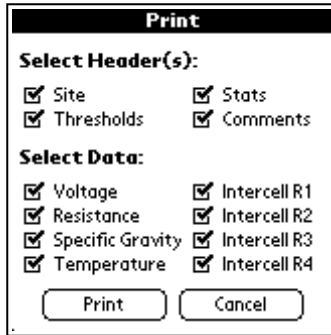 Print
Select Header(s):
Site Stats
Thresholds Comments
Select Data:
Voltage Intercell R1
Resistance Intercell R2
Specific Gravity Intercell R3
Temperature Intercell R4
Print Cancel